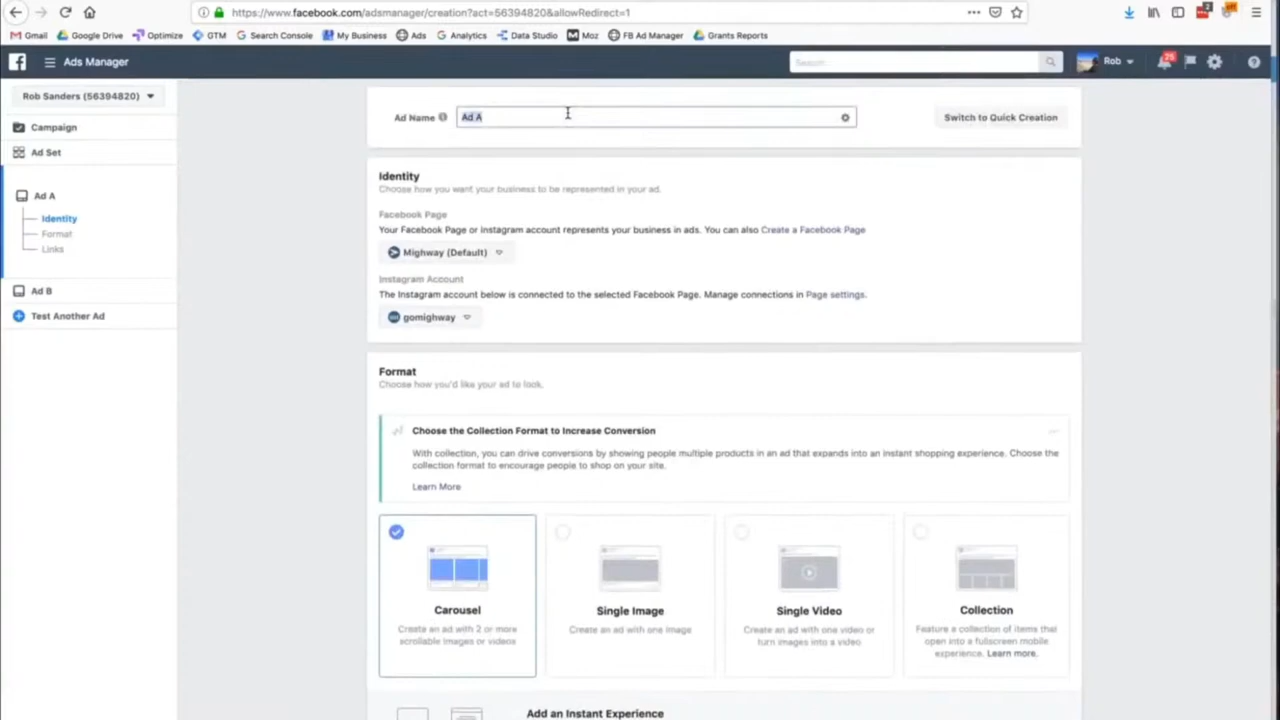 https://www.facebook.com/adsmanager/creation?act=56394820&allowRedirect=1
Gmail Google Drive Optimize GTM Search Console My Business Ads Analytics Data Studio Moz FB Ad Manager Grants Reports
Ads Manager Search... Rob
Rob Sanders (56394820)
Campaign
Ad Set
Ad A
Identity
Format
Links
Ad B
Test Another Ad
Ad Name Ad A Switch to Quick Creation
Identity
Choose how you want your business to be represented in your ad.
Facebook Page
Your Facebook Page or Instagram account represents your business in ads. You can also Create a Facebook Page
Mighway (Default)
Instagram Account
The Instagram account below is connected to the selected Facebook Page. Manage connections in Page settings.
gomighway
Format
Choose how you'd like your ad to look.
Choose the Collection Format to Increase Conversion
With collection, you can drive conversions by showing people multiple products in an ad that expands into an instant shopping experience. Choose the
collection format to encourage people to shop on your site.
Learn More
Carousel
Create an ad with 2 or more
scrollable images or videos
Single Image
Create an ad with one image
Single Video
Create an ad with one video or
turn images into a video
Collection
Feature a collection of items that
open into a fullscreen mobile
experience. Learn more.
Add an Instant Experience